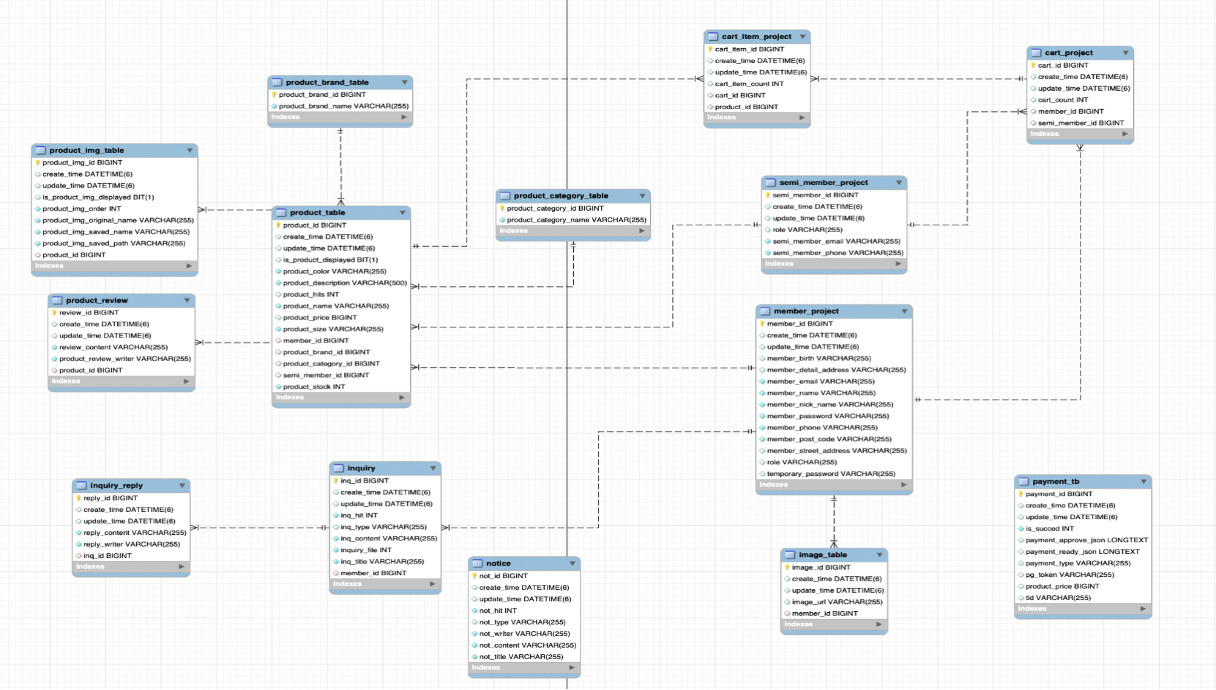 cart_item_project
cart_item_id BIGINT
create_time DATETIME(6)
update_time DATETIME(6)
cart_item_count INT
cart_id BIGINT
product_id BIGINT
Indexes
cart_project
cart_id BIGINT
create_time DATETIME(6)
update_time DATETIME(6)
cart_count INT
member_id BIGINT
semi_member_id BIGINT
Indexes
product_brand_table
product_brand_id BIGINT
product_brand_name VARCHAR(255)
Indexes
product_img_table
product_img_id BIGINT
create_time DATETIME(6)
update_time DATETIME(6)
is_product_img_displayed BIT(1)
product_img_order INT
product_img_original_name VARCHAR(255)
product_img_saved_name VARCHAR(255)
product_img_saved_path VARCHAR(255)
product_id BIGINT
Indexes
product_category_table
product_category_id BIGINT
product_category_name VARCHAR(255)
Indexes
semi_member_project
semi_member_id BIGINT
create_time DATETIME(6)
update_time DATETIME(6)
role VARCHAR(255)
semi_member_email VARCHAR(255)
semi_member_phone VARCHAR(255)
Indexes
product_table
product_id BIGINT
create_time DATETIME(6)
update_time DATETIME(6)
is_product_displayed BIT(1)
product_color VARCHAR(255)
product_description VARCHAR(500)
product_hits INT
product_name VARCHAR(255)
product_price BIGINT
product_size VARCHAR(255)
member_id BIGINT
product_brand_id BIGINT
product_category_id BIGINT
semi_member_id BIGINT
product_stock INT
Indexes
product_review
review_id BIGINT
create_time DATETIME(6)
update_time DATETIME(6)
review_content VARCHAR(255)
product_review_writer VARCHAR(255)
product_id BIGINT
Indexes
member_project
member_id BIGINT
create_time DATETIME(6)
update_time DATETIME(6)
member_birth VARCHAR(255)
member_detail_address VARCHAR(255)
member_email VARCHAR(255)
member_name VARCHAR(255)
member_nick_name VARCHAR(255)
member_password VARCHAR(255)
member_phone VARCHAR(255)
member_post_code VARCHAR(255)
member_street_address VARCHAR(255)
role VARCHAR(255)
temporary_password VARCHAR(255)
Indexes
inquiry
inq_id BIGINT
create_time DATETIME(6)
update_time DATETIME(6)
inq_hit INT
inq_type VARCHAR(255)
inq_content VARCHAR(255)
inquiry_file INT
inq_title VARCHAR(255)
member_id BIGINT
Indexes
inquiry_reply
reply_id BIGINT
create_time DATETIME(6)
update_time DATETIME(6)
reply_content VARCHAR(255)
reply_writer VARCHAR(255)
inq_id BIGINT
Indexes
payment_tb
payment_id BIGINT
create_time DATETIME(6)
update_time DATETIME(6)
is_succed INT
payment_approve_json LONGTEXT
payment_ready_json LONGTEXT
payment_type VARCHAR(255)
pg_token VARCHAR(255)
product_price BIGINT
tid VARCHAR(255)
Indexes
notice
not_id BIGINT
create_time DATETIME(6)
update_time DATETIME(6)
not_hit INT
not_type VARCHAR(255)
not_writer VARCHAR(255)
not_content VARCHAR(255)
not_title VARCHAR(255)
Indexes
image_table
image_id BIGINT
create_time DATETIME(6)
update_time DATETIME(6)
image_url VARCHAR(255)
member_id BIGINT
Indexes